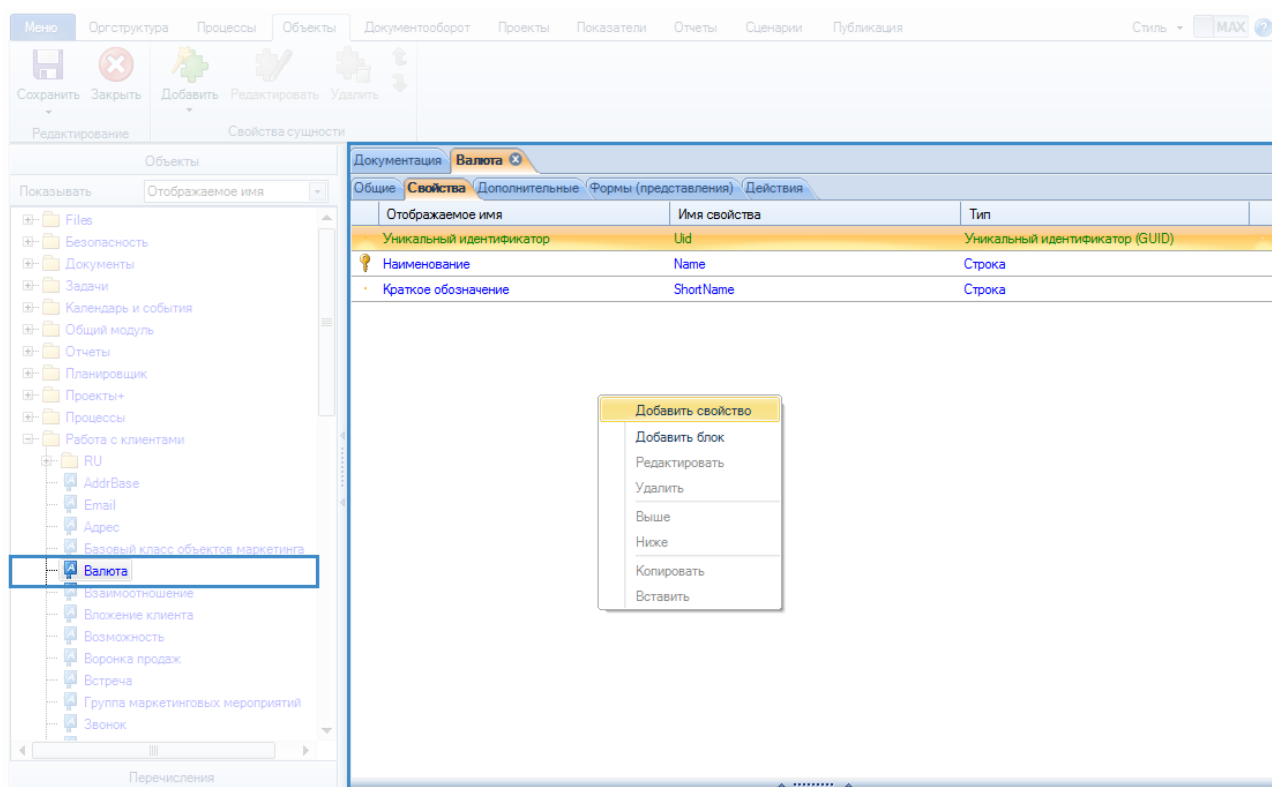 Меню Оргструктура Процессы Объекты Документооборот Проекты Показатели Отчеты Сценарии Публикация Стиль MAX ?
Сохранить Закрыть Добавить Редактировать Удалить
Редактирование Свойства сущности
Объекты
Показывать Отображаемое имя
Files
Безопасность
Документы
Задачи
Календарь и события
Общий модуль
Отчеты
Планировщик
Проекты+
Процессы
Работа с клиентами
RU
AddrBase
Email
Адрес
Базовый класс объектов маркетинга
Валюта
Взаимоотношение
Вложение клиента
Возможность
Воронка продаж
Встреча
Группа маркетинговых мероприятий
Звонок
Перечисления
Документация Валюта
Общие Свойства Дополнительные Формы (представления) Действия
Отображаемое имя Имя свойства Тип
Уникальный идентификатор Uid Уникальный идентификатор (GUID)
Наименование Name Строка
Краткое обозначение ShortName Строка
Добавить свойство
Добавить блок
Редактировать
Удалить
Выше
Ниже
Копировать
Вставить